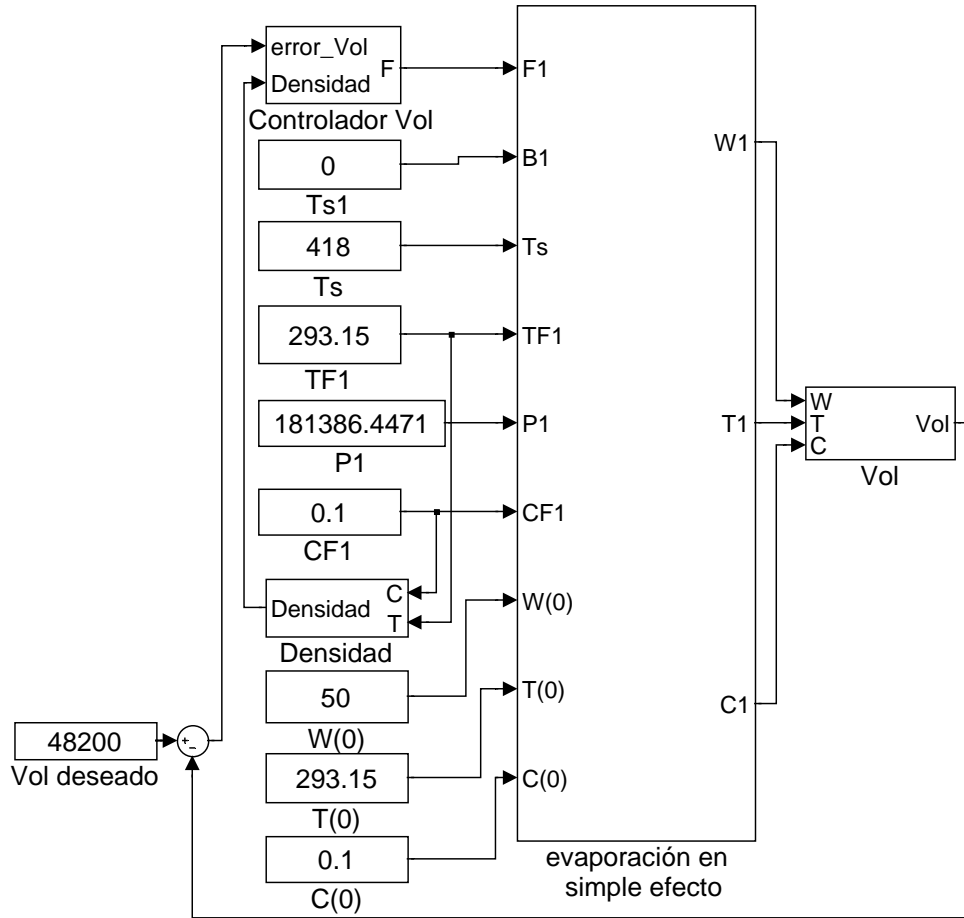 error_Vol
Densidad
F
Controlador Vol
0
Ts1
418
Ts
293.15
TF1
181386.4471
P1
0.1
CF1
Densidad
C
T
Densidad
50
W(0)
293.15
T(0)
0.1
C(0)
48200
Vol deseado
+
−
F1
B1
Ts
TF1
P1
CF1
W(0)
T(0)
C(0)
W1
T1
C1
evaporación en
simple efecto
W
T
C
Vol
Vol